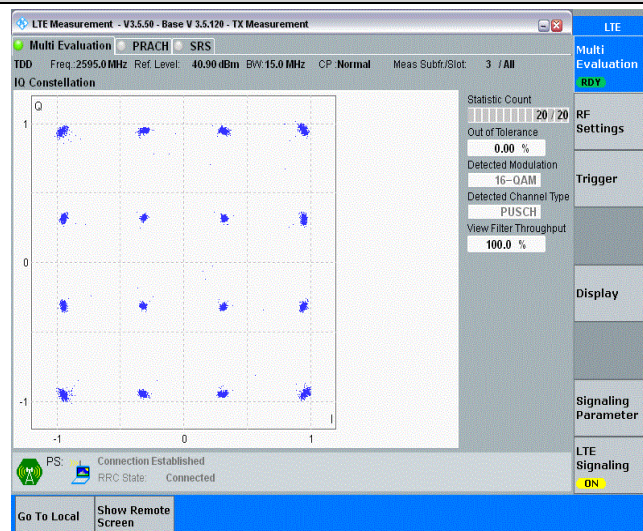 LTE Measurement - V3.5.50 - Base V 3.5.120 - TX Measurement
LTE
Multi Evaluation PRACH SRS
Multi
Evaluation
RDY
TDD Freq.:2595.0 MHz Ref. Level: 40.90 dBm BW:15.0 MHz CP :Normal Meas Subfr./Slot: 3 / All
IQ Constellation
Q
1
0
-1
-1 0 1
I
Statistic Count
20 / 20
Out of Tolerance
0.00 %
Detected Modulation
16-QAM
Detected Channel Type
PUSCH
View Filter Throughput
100.0 %
RF
Settings
Trigger
Display
Signaling
Parameter
LTE
Signaling
ON
PS: Connection Established
RRC State: Connected
Go To Local
Show Remote
Screen